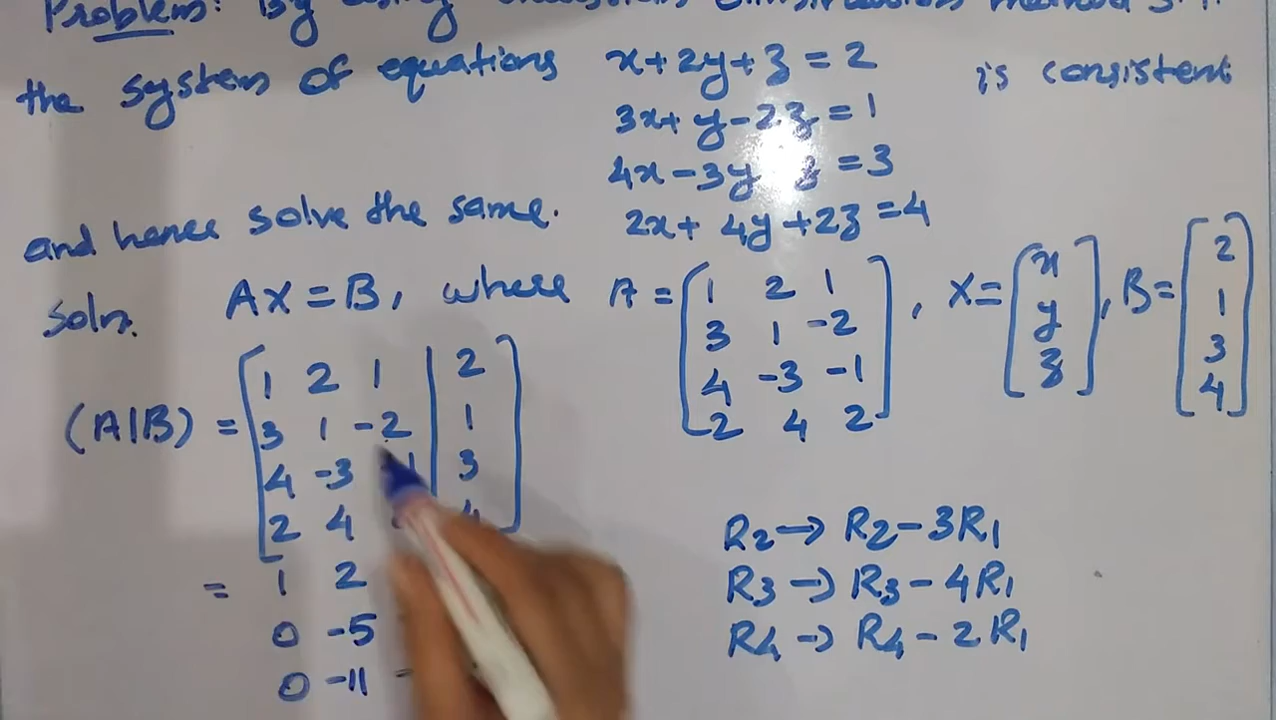 Problem: By using
the system of equations x+2y+z=2 is consistent
3x+y-2z=1
4x-3y z=3
and hence solve the same. 2x+4y+2z=4
Soln. AX=B, where A= [1 2 1 , X= [x , B= [2
3 1 -2 y 1
4 -3 -1 z] 3
2 4 2] 4]
(A|B) = [1 2 1 | 2
3 1 -2 | 1
4 -3 1 | 3
2 4 4]
= 1 2
0 -5
0 -11 -
R2→R2-3R1
R3→R3-4R1
R4→R4-2R1